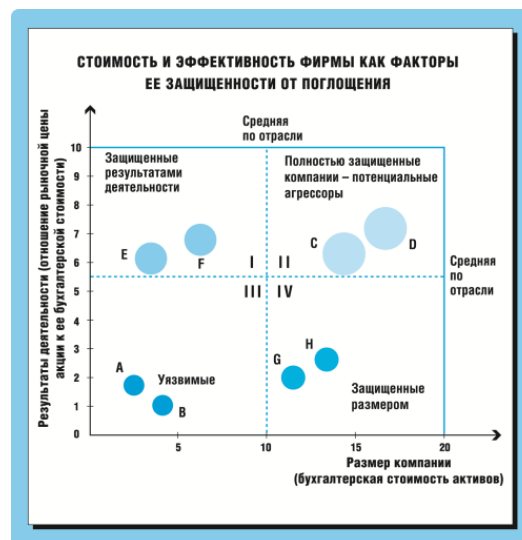 СТОИМОСТЬ И ЭФФЕКТИВНОСТЬ ФИРМЫ КАК ФАКТОРЫ
ЕЕ ЗАЩИЩЕННОСТИ ОТ ПОГЛОЩЕНИЯ
Средняя
по отрасли
Результаты деятельности (отношение рыночной цены
акции к ее бухгалтерской стоимости)
10
9
8
7
6
5
4
3
2
1
0
Защищенные
результатами
деятельности
Полностью защищенные
компании – потенциальные
агрессоры
E
F
C
D
I
II
III
IV
Средняя
по
отрасли
A
B
Уязвимые
G
H
Защищенные
размером
5
10
15
20
Размер компании
(бухгалтерская стоимость активов)